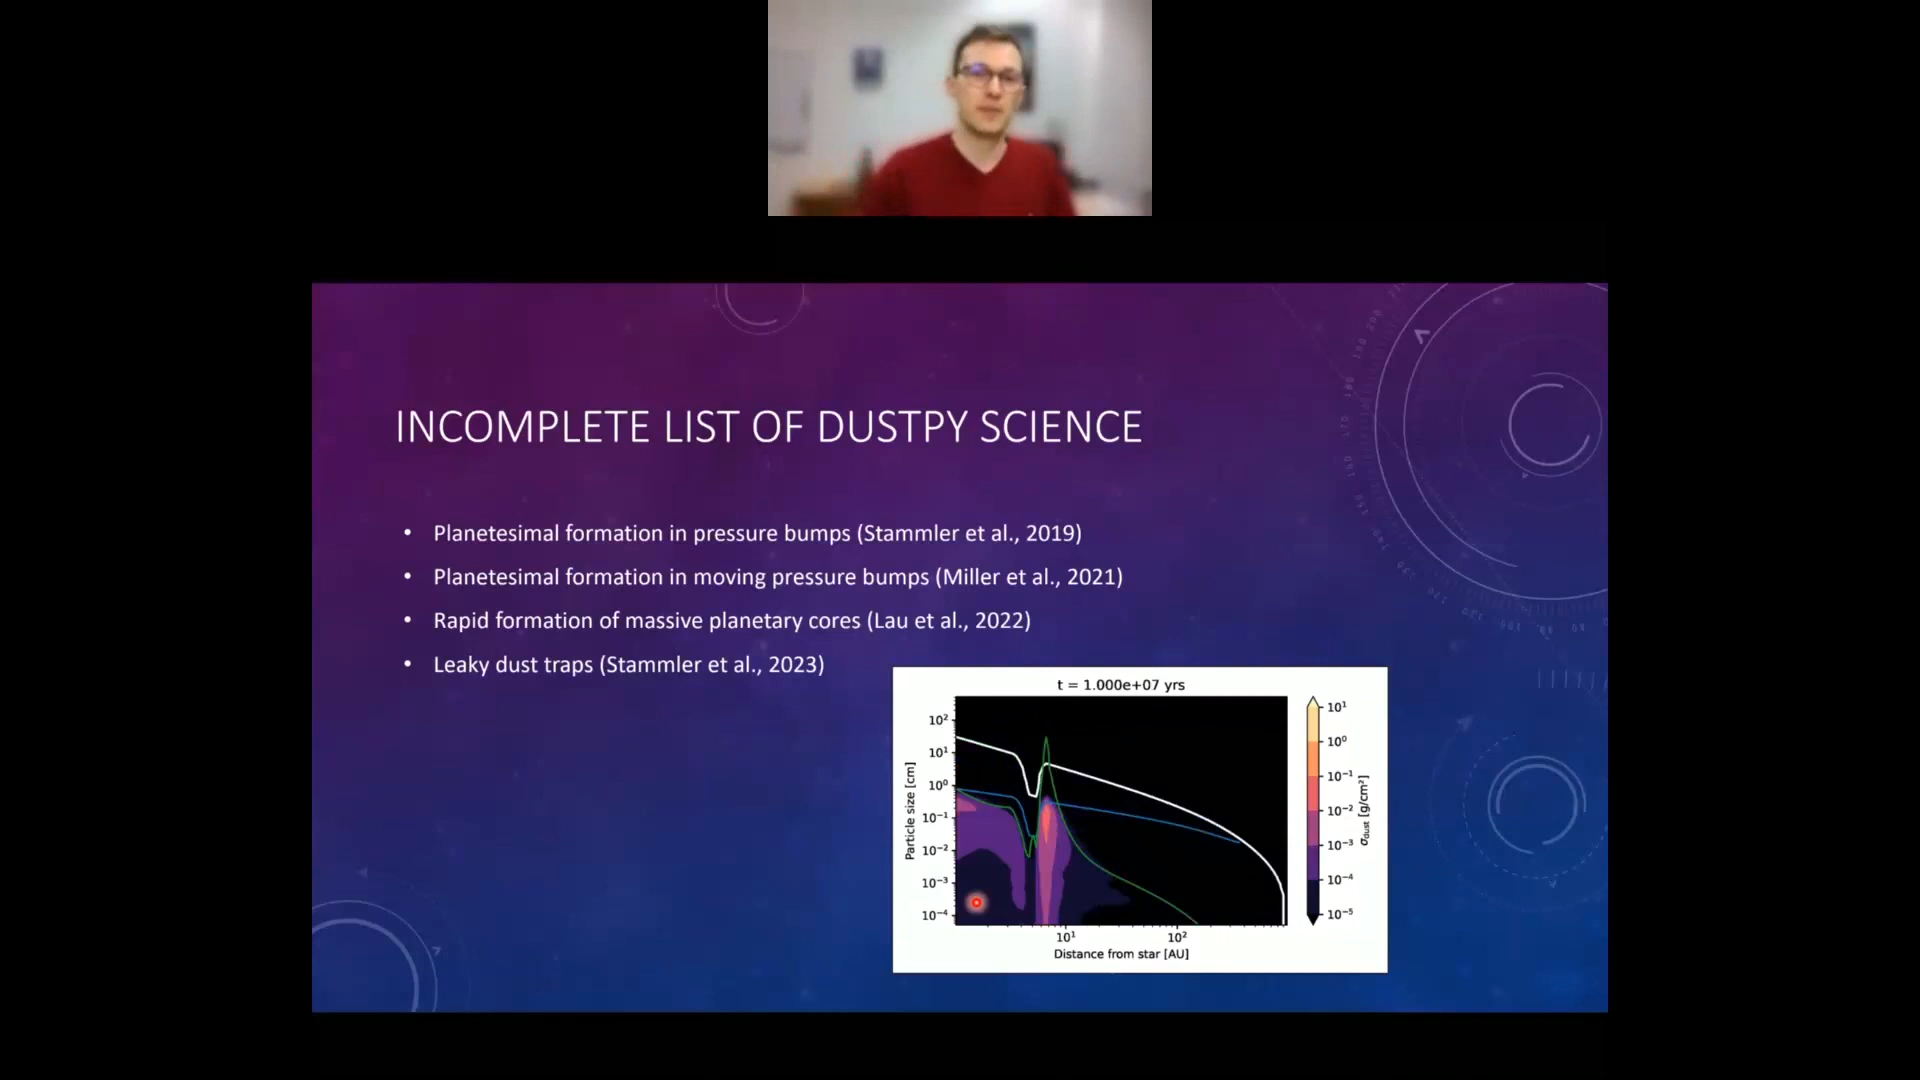 INCOMPLETE LIST OF DUSTPY SCIENCE
• Planetesimal formation in pressure bumps (Stammler et al., 2019)
• Planetesimal formation in moving pressure bumps (Miller et al., 2021)
• Rapid formation of massive planetary cores (Lau et al., 2022)
• Leaky dust traps (Stammler et al., 2023)
t = 1.000e+07 yrs
Particle size [cm]
10²
10¹
10⁰
10⁻¹
10⁻²
10⁻³
10⁻⁴
10¹ 10²
Distance from star [AU]
10¹
10⁰
10⁻¹
10⁻²
10⁻³
10⁻⁴
10⁻⁵
σdust [g/cm²]